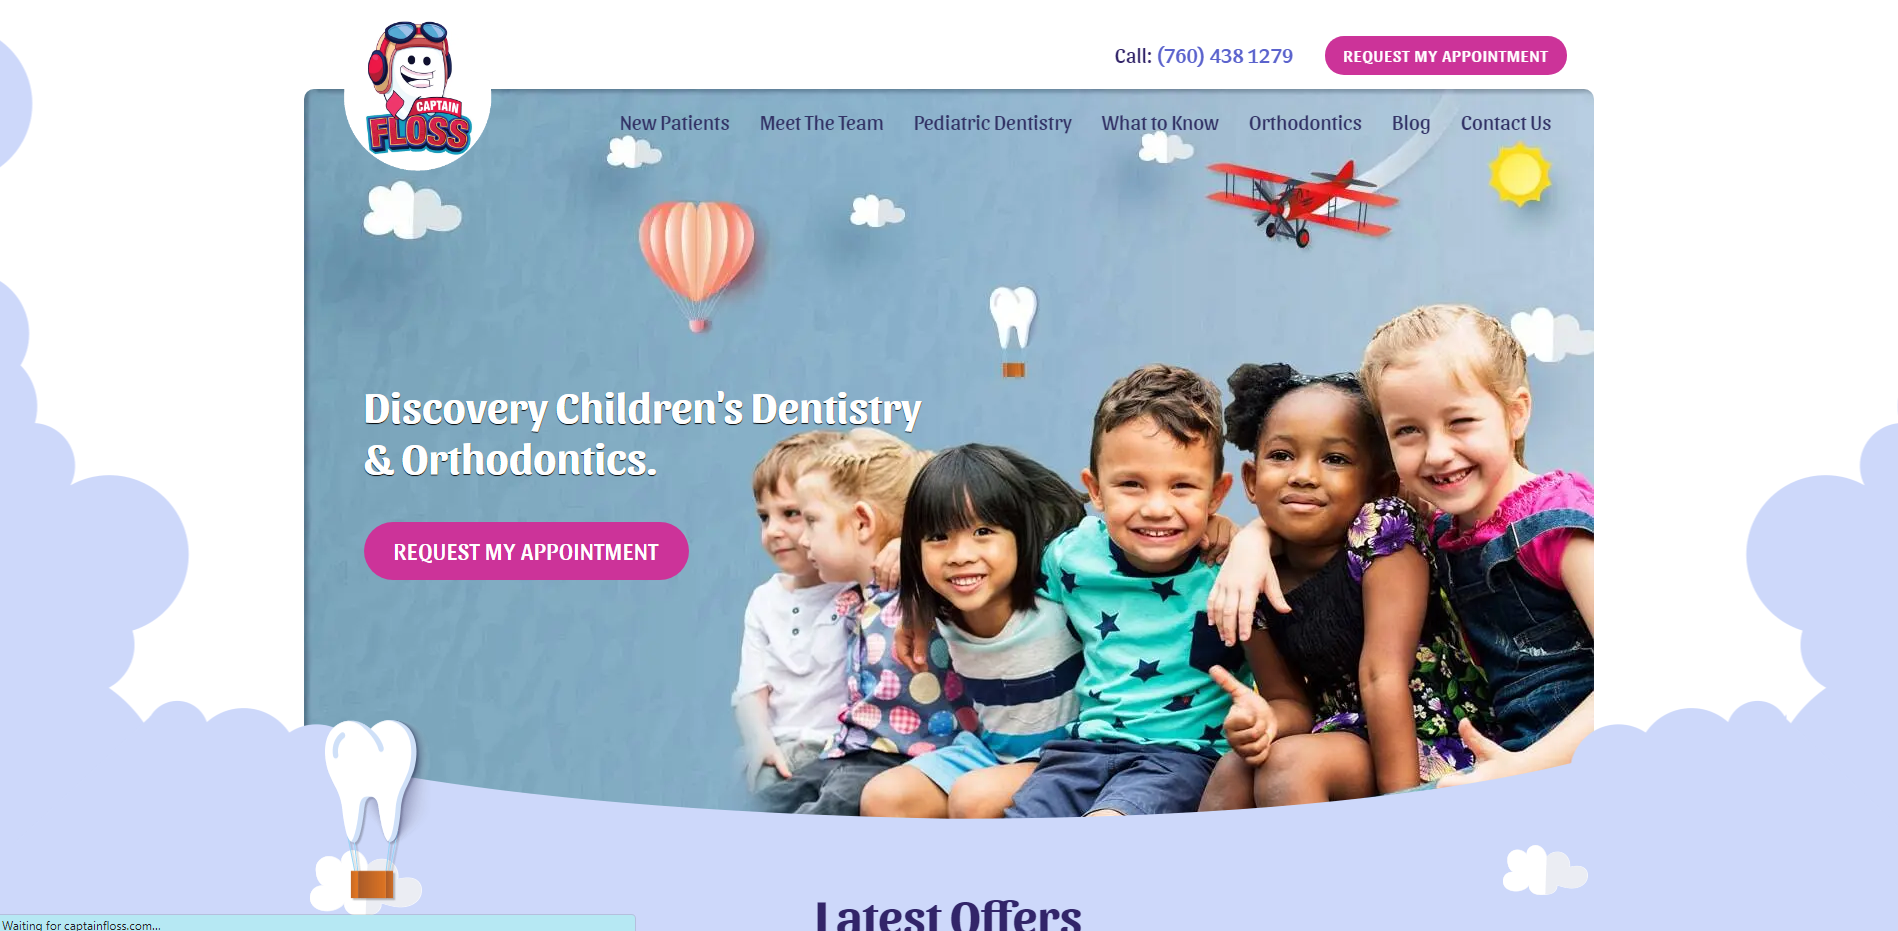 CAPTAIN
FLOSS
Call: (760) 438 1279
REQUEST MY APPOINTMENT
New Patients
Meet The Team
Pediatric Dentistry
What to Know
Orthodontics
Blog
Contact Us
Discovery Children's Dentistry
& Orthodontics.
REQUEST MY APPOINTMENT
Latest Offers
Waiting for captainfloss.com...